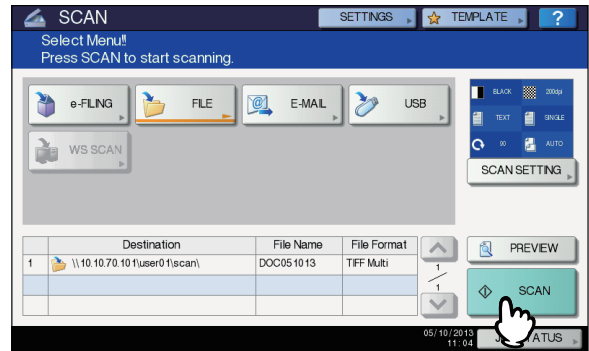 SCAN
SETTINGS
TEMPLATE
?
Select Menu!!
Press SCAN to start scanning.
e-FILING
FILE
E-MAIL
USB
BLACK
200dpi
TEXT
SINGLE
90
AUTO
WS SCAN
SCAN SETTING
Destination File Name File Format
1 \\10.10.70.101\user01\scan\ DOC051013 TIFF Multi
1
1
PREVIEW
SCAN
05/10/2013
11:04
ATUS